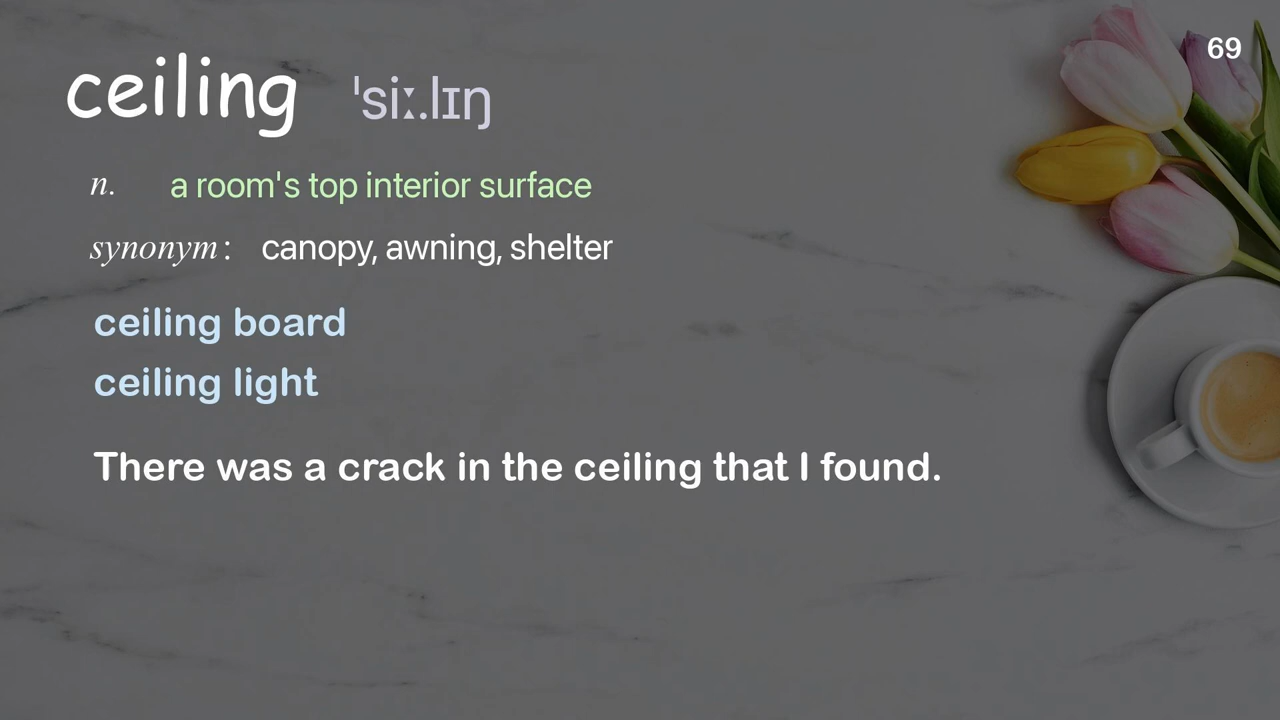 69
ceiling ˈsiː.lɪŋ
n. a room's top interior surface
synonym: canopy, awning, shelter
ceiling board
ceiling light
There was a crack in the ceiling that I found.